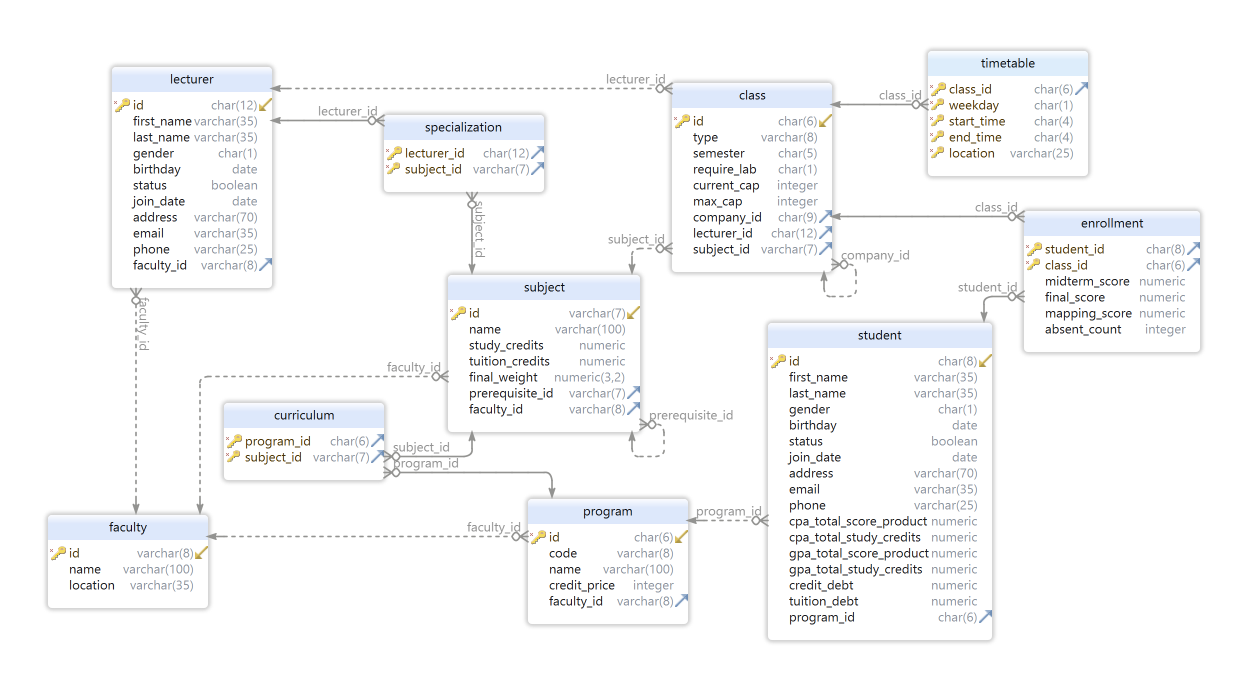 lecturer
id char(12)
first_name varchar(35)
last_name varchar(35)
gender char(1)
birthday date
status boolean
join_date date
address varchar(70)
email varchar(35)
phone varchar(25)
faculty_id varchar(8)
lecturer_id
lecturer_id
specialization
lecturer_id char(12)
subject_id varchar(7)
subject_id
class
id char(6)
type varchar(8)
semester char(5)
require_lab char(1)
current_cap integer
max_cap integer
company_id char(9)
lecturer_id char(12)
subject_id varchar(7)
subject_id
company_id
class_id
timetable
class_id char(6)
weekday char(1)
start_time char(4)
end_time char(4)
location varchar(25)
class_id
enrollment
student_id char(8)
class_id char(6)
midterm_score numeric
final_score numeric
mapping_score numeric
absent_count integer
student_id
faculty_id
subject
id varchar(7)
name varchar(100)
study_credits numeric
tuition_credits numeric
final_weight numeric(3,2)
prerequisite_id varchar(7)
faculty_id varchar(8)
faculty_id
prerequisite_id
curriculum
program_id char(6)
subject_id varchar(7)
subject_id
program_id
student
id char(8)
first_name varchar(35)
last_name varchar(35)
gender char(1)
birthday date
status boolean
join_date date
address varchar(70)
email varchar(35)
phone varchar(25)
cpa_total_score_product numeric
cpa_total_study_credits numeric
gpa_total_score_product numeric
gpa_total_study_credits numeric
credit_debt numeric
tuition_debt numeric
program_id char(6)
faculty
id varchar(8)
name varchar(100)
location varchar(35)
faculty_id
program
id char(6)
code varchar(8)
name varchar(100)
credit_price integer
faculty_id varchar(8)
program_id